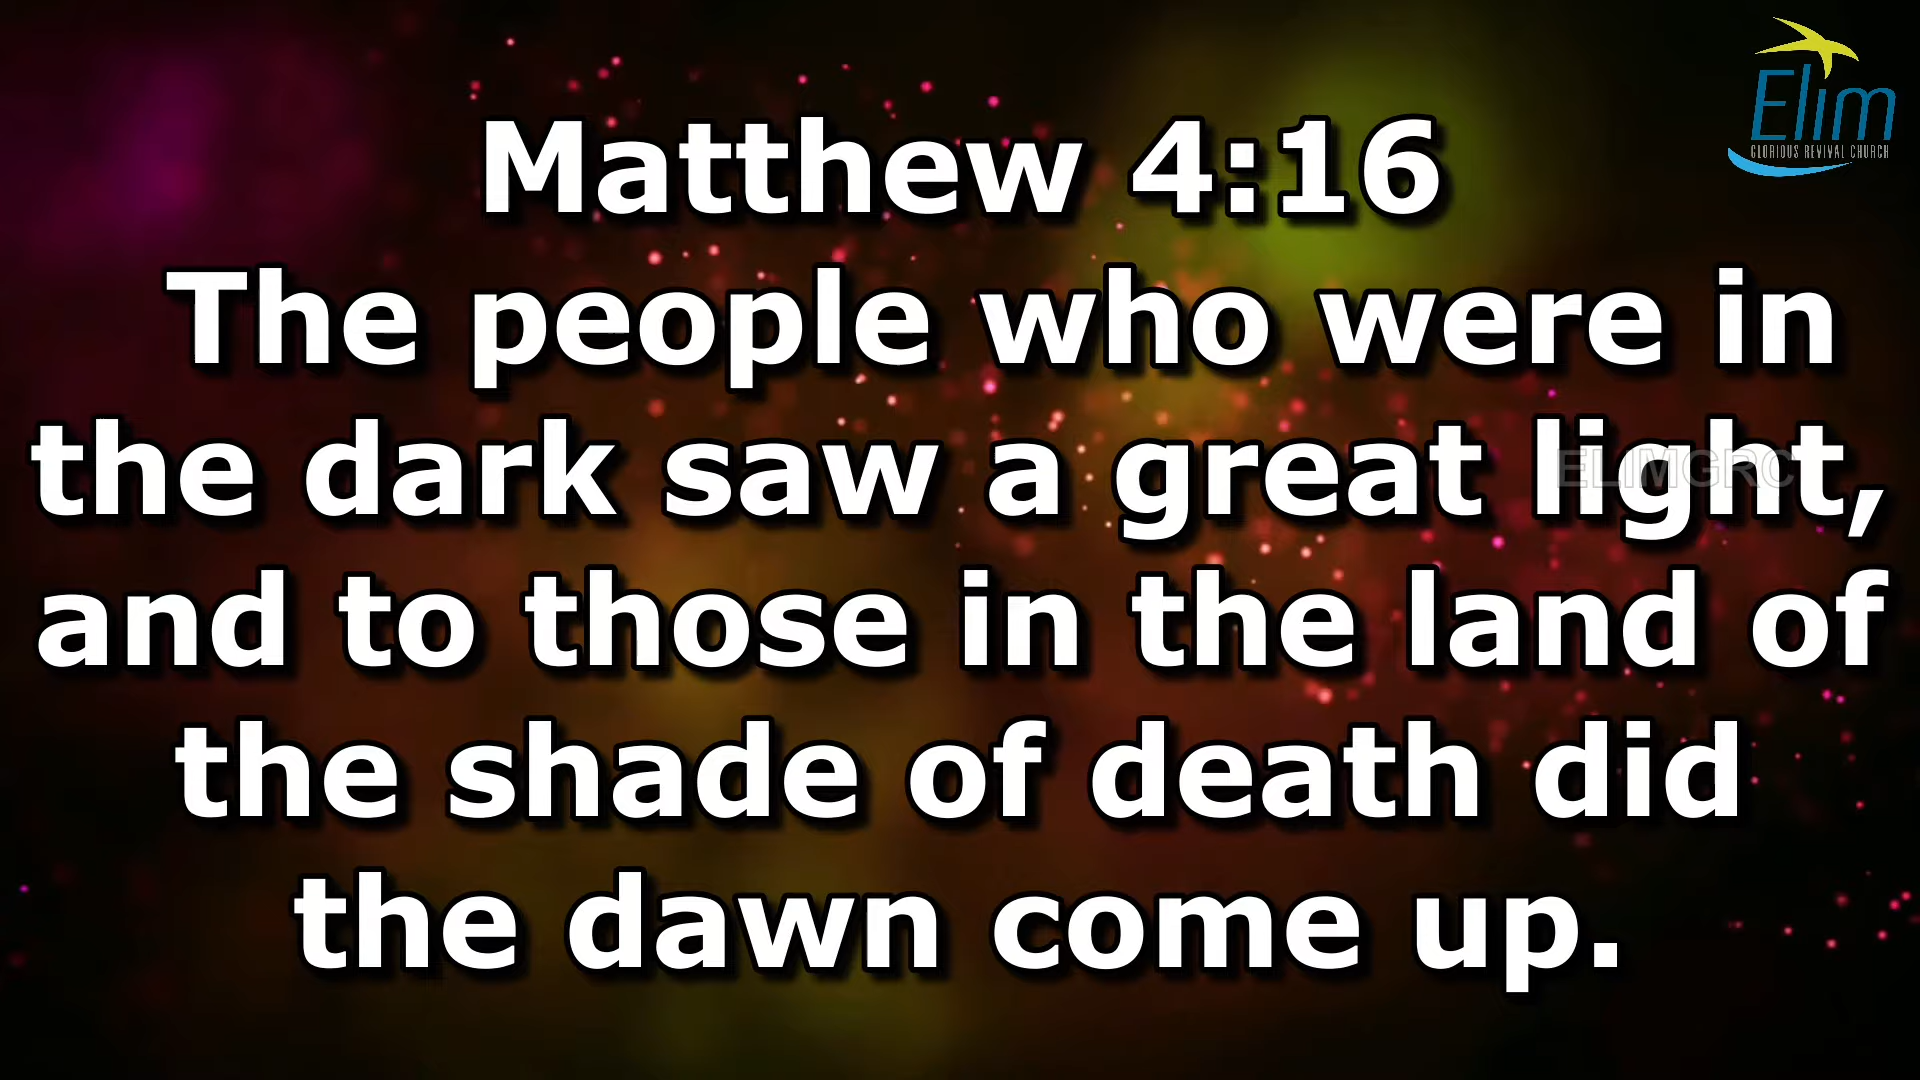 Elim
GLORIOUS REVIVAL CHURCH
Matthew 4:16
The people who were in
the dark saw a great light,
ELIMGRC
and to those in the land of
the shade of death did
the dawn come up.